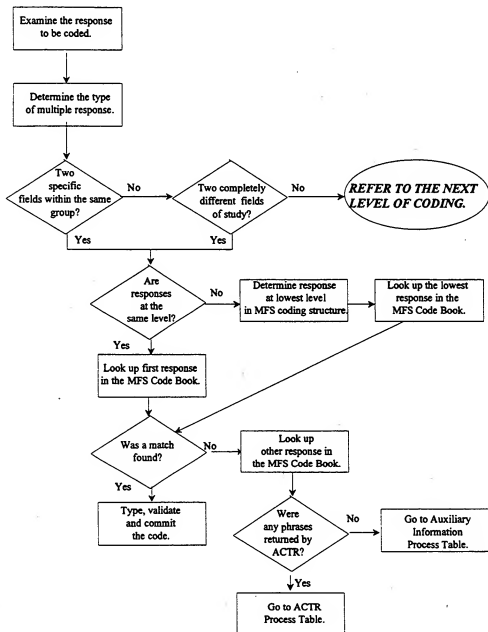 Examine the response
to be coded.
Determine the type
of multiple response.
Two
specific
fields within the same
group?
No
Two completely
different fields
of study?
No
REFER TO THE NEXT
LEVEL OF CODING.
Yes
Yes
Are
responses
at the
same level?
No
Determine response
at lowest level
in MFS coding structure.
Look up the lowest
response in the
MFS Code Book.
Yes
Look up first response
in the MFS Code Book.
Was a match
found?
No
Look up
other response in
the MFS Code Book.
Yes
Type, validate
and commit
the code.
Were
any phrases
returned by
ACTR?
No
Go to Auxiliary
Information
Process Table.
Yes
Go to ACTR
Process Table.